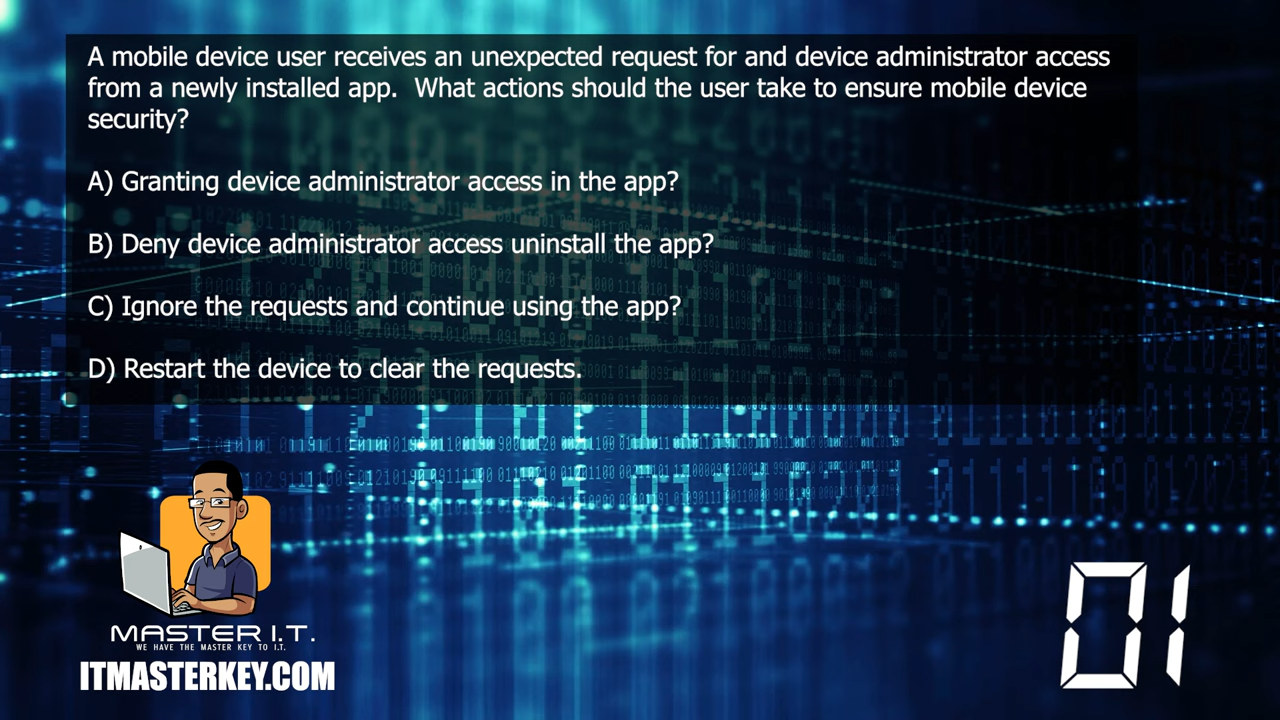 A mobile device user receives an unexpected request for and device administrator access
from a newly installed app.  What actions should the user take to ensure mobile device
security?
A) Granting device administrator access in the app?
B) Deny device administrator access uninstall the app?
C) Ignore the requests and continue using the app?
D) Restart the device to clear the requests.
MASTER I.T.
WE HAVE THE MASTER KEY TO I.T.
ITMASTERKEY.COM
01